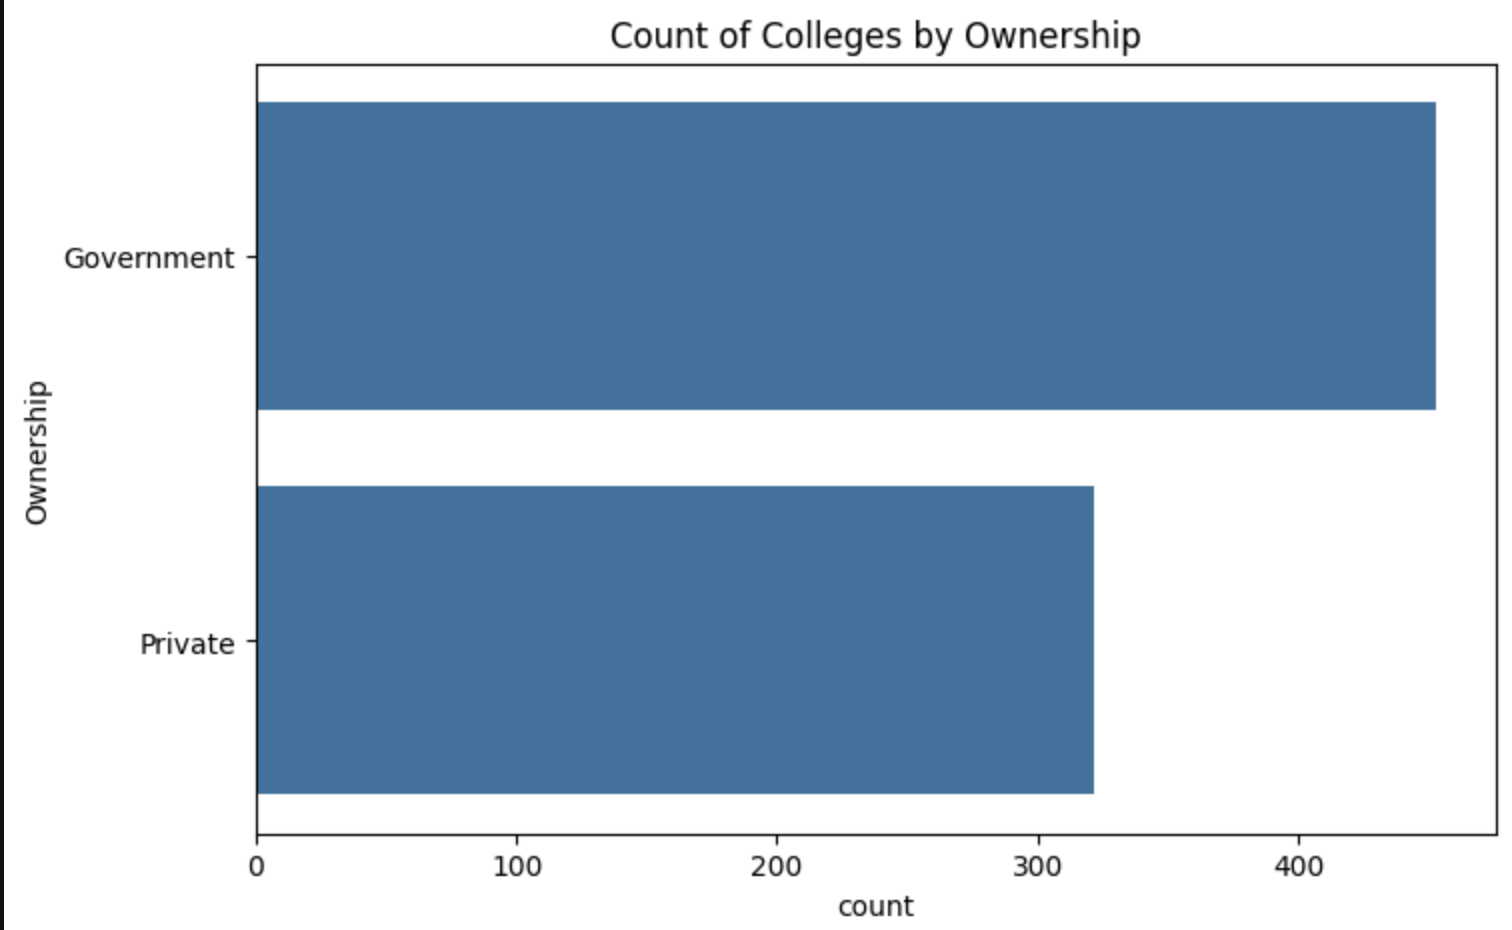 Count of Colleges by Ownership
Government
Ownership
Private
0 100 200 300 400
count